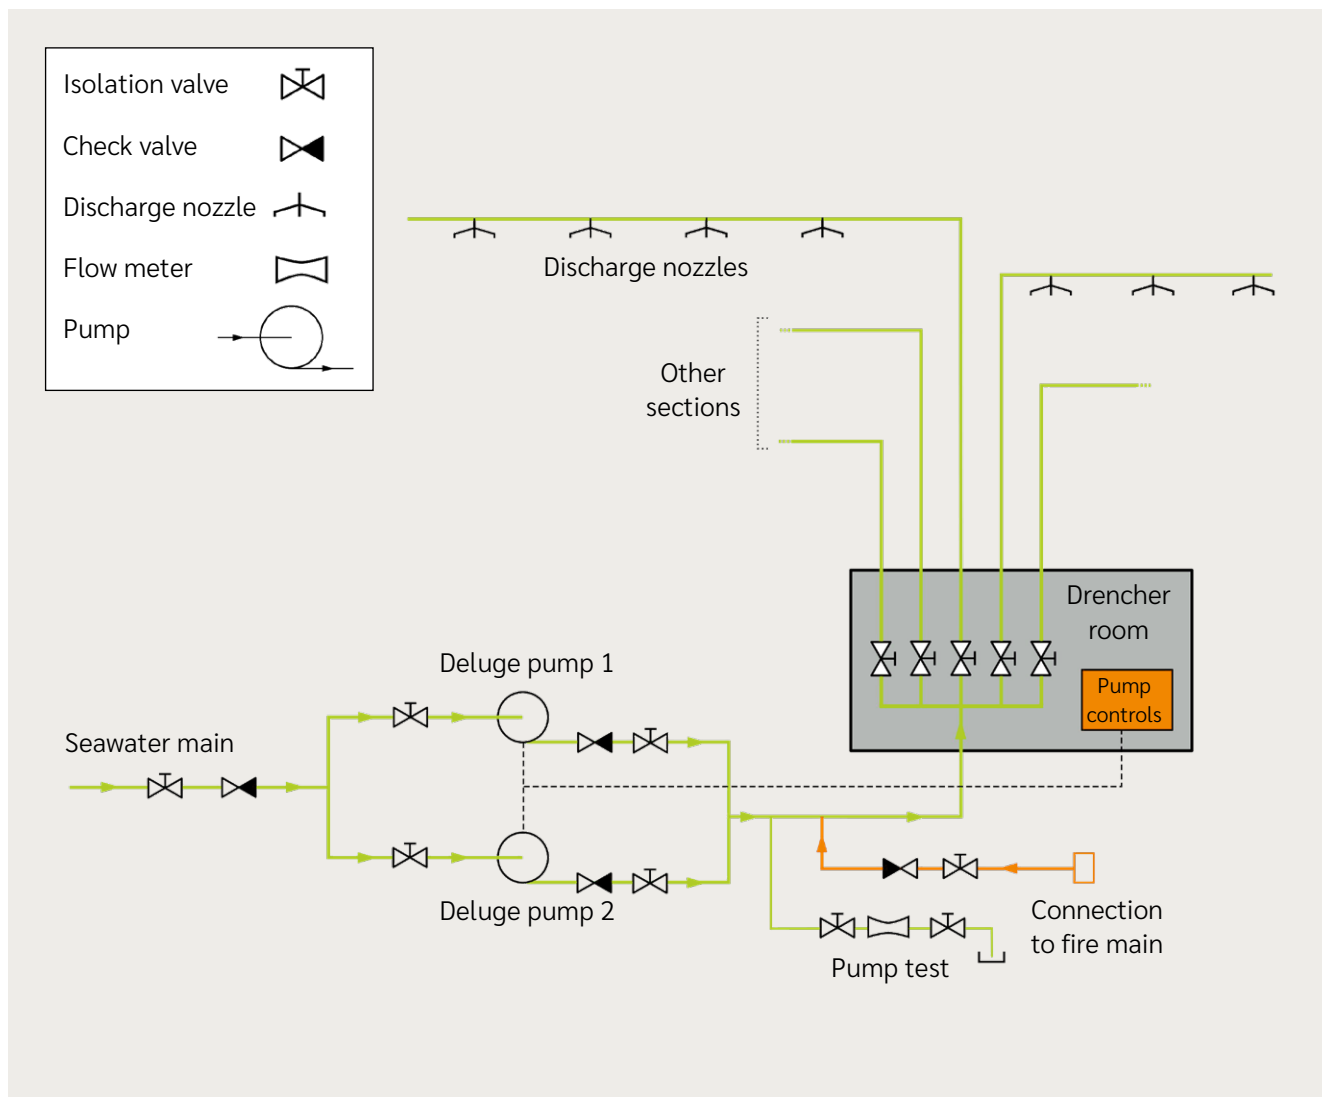 Isolation valve
Check valve
Discharge nozzle
Flow meter
Pump
Discharge nozzles
Other
sections
Drencher
room
Pump
controls
Deluge pump 1
Seawater main
Deluge pump 2
Connection
to fire main
Pump test